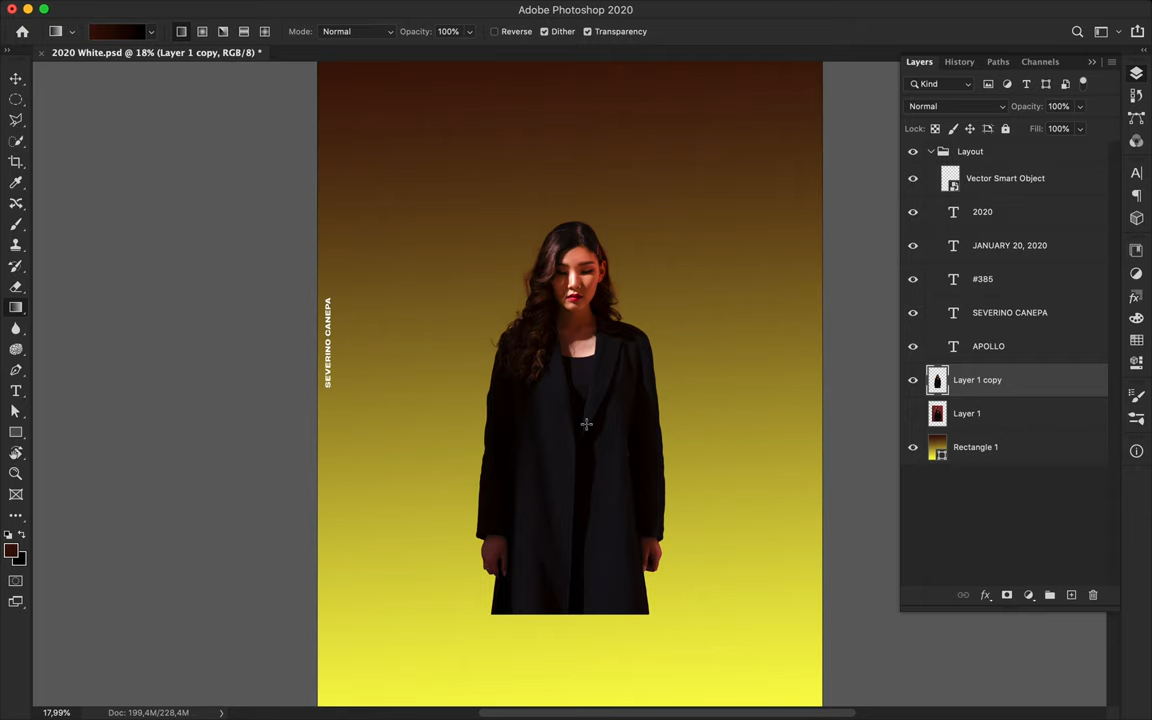 Adobe Photoshop 2020
Mode: Normal Opacity: 100% Reverse Dither Transparency
2020 White.psd @ 18% (Layer 1 copy, RGB/8) *
Layers History Paths Channels
Kind
Normal Opacity: 100%
Lock: Fill: 100%
Layout
Vector Smart Object
2020
JANUARY 20, 2020
#385
SEVERINO CANEPA
APOLLO
Layer 1 copy
Layer 1
Rectangle 1
SEVERINO CANEPA
17,99% Doc: 199,4M/228,4M